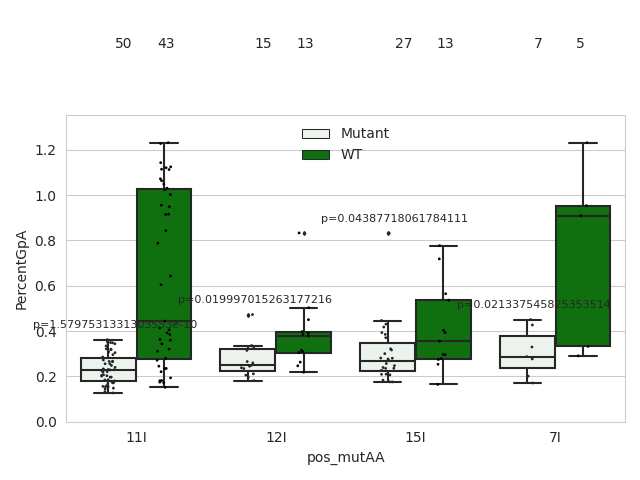 50 43 15 13 27 13 7 5
Mutant
WT
PercentGpA
1.2
1.0
0.8
0.6
0.4
0.2
0.0
p=0.04387718061784111
p=0.019997015263177216
p=0.021337545825353514
11I 12I 15I 7I
pos_mutAA